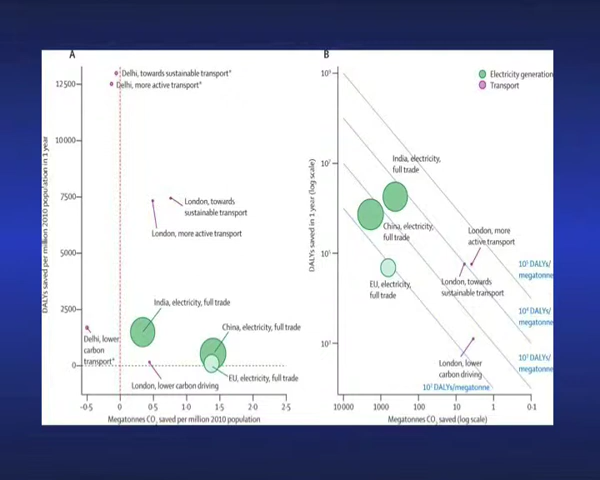 A
DALYs saved per million 2010 population in 1 year
12500
10000
7500
5000
2500
0
Delhi, towards sustainable transport*
Delhi, more active transport*
London, towards
sustainable transport
London, more active transport
India, electricity, full trade
China, electricity, full trade
Delhi, lower
carbon
transport*
EU, electricity, full trade
London, lower carbon driving
-0·5
0
0·5
1·0
1·5
2·0
2·5
Megatonnes CO2 saved per million 2010 population
B
DALYs saved in 1 year (log scale)
Electricity generation
Transport
India, electricity,
full trade
China, electricity,
full trade
London, more
active transport
EU, electricity,
full trade
London, towards
sustainable transport
London, lower
carbon driving
DALYs/
megatonne
DALYs/
megatonne
DALYs/
megatonne
DALYs/megatonne
10000
1000
100
10
1
0·1
Megatonnes CO2 saved (log scale)